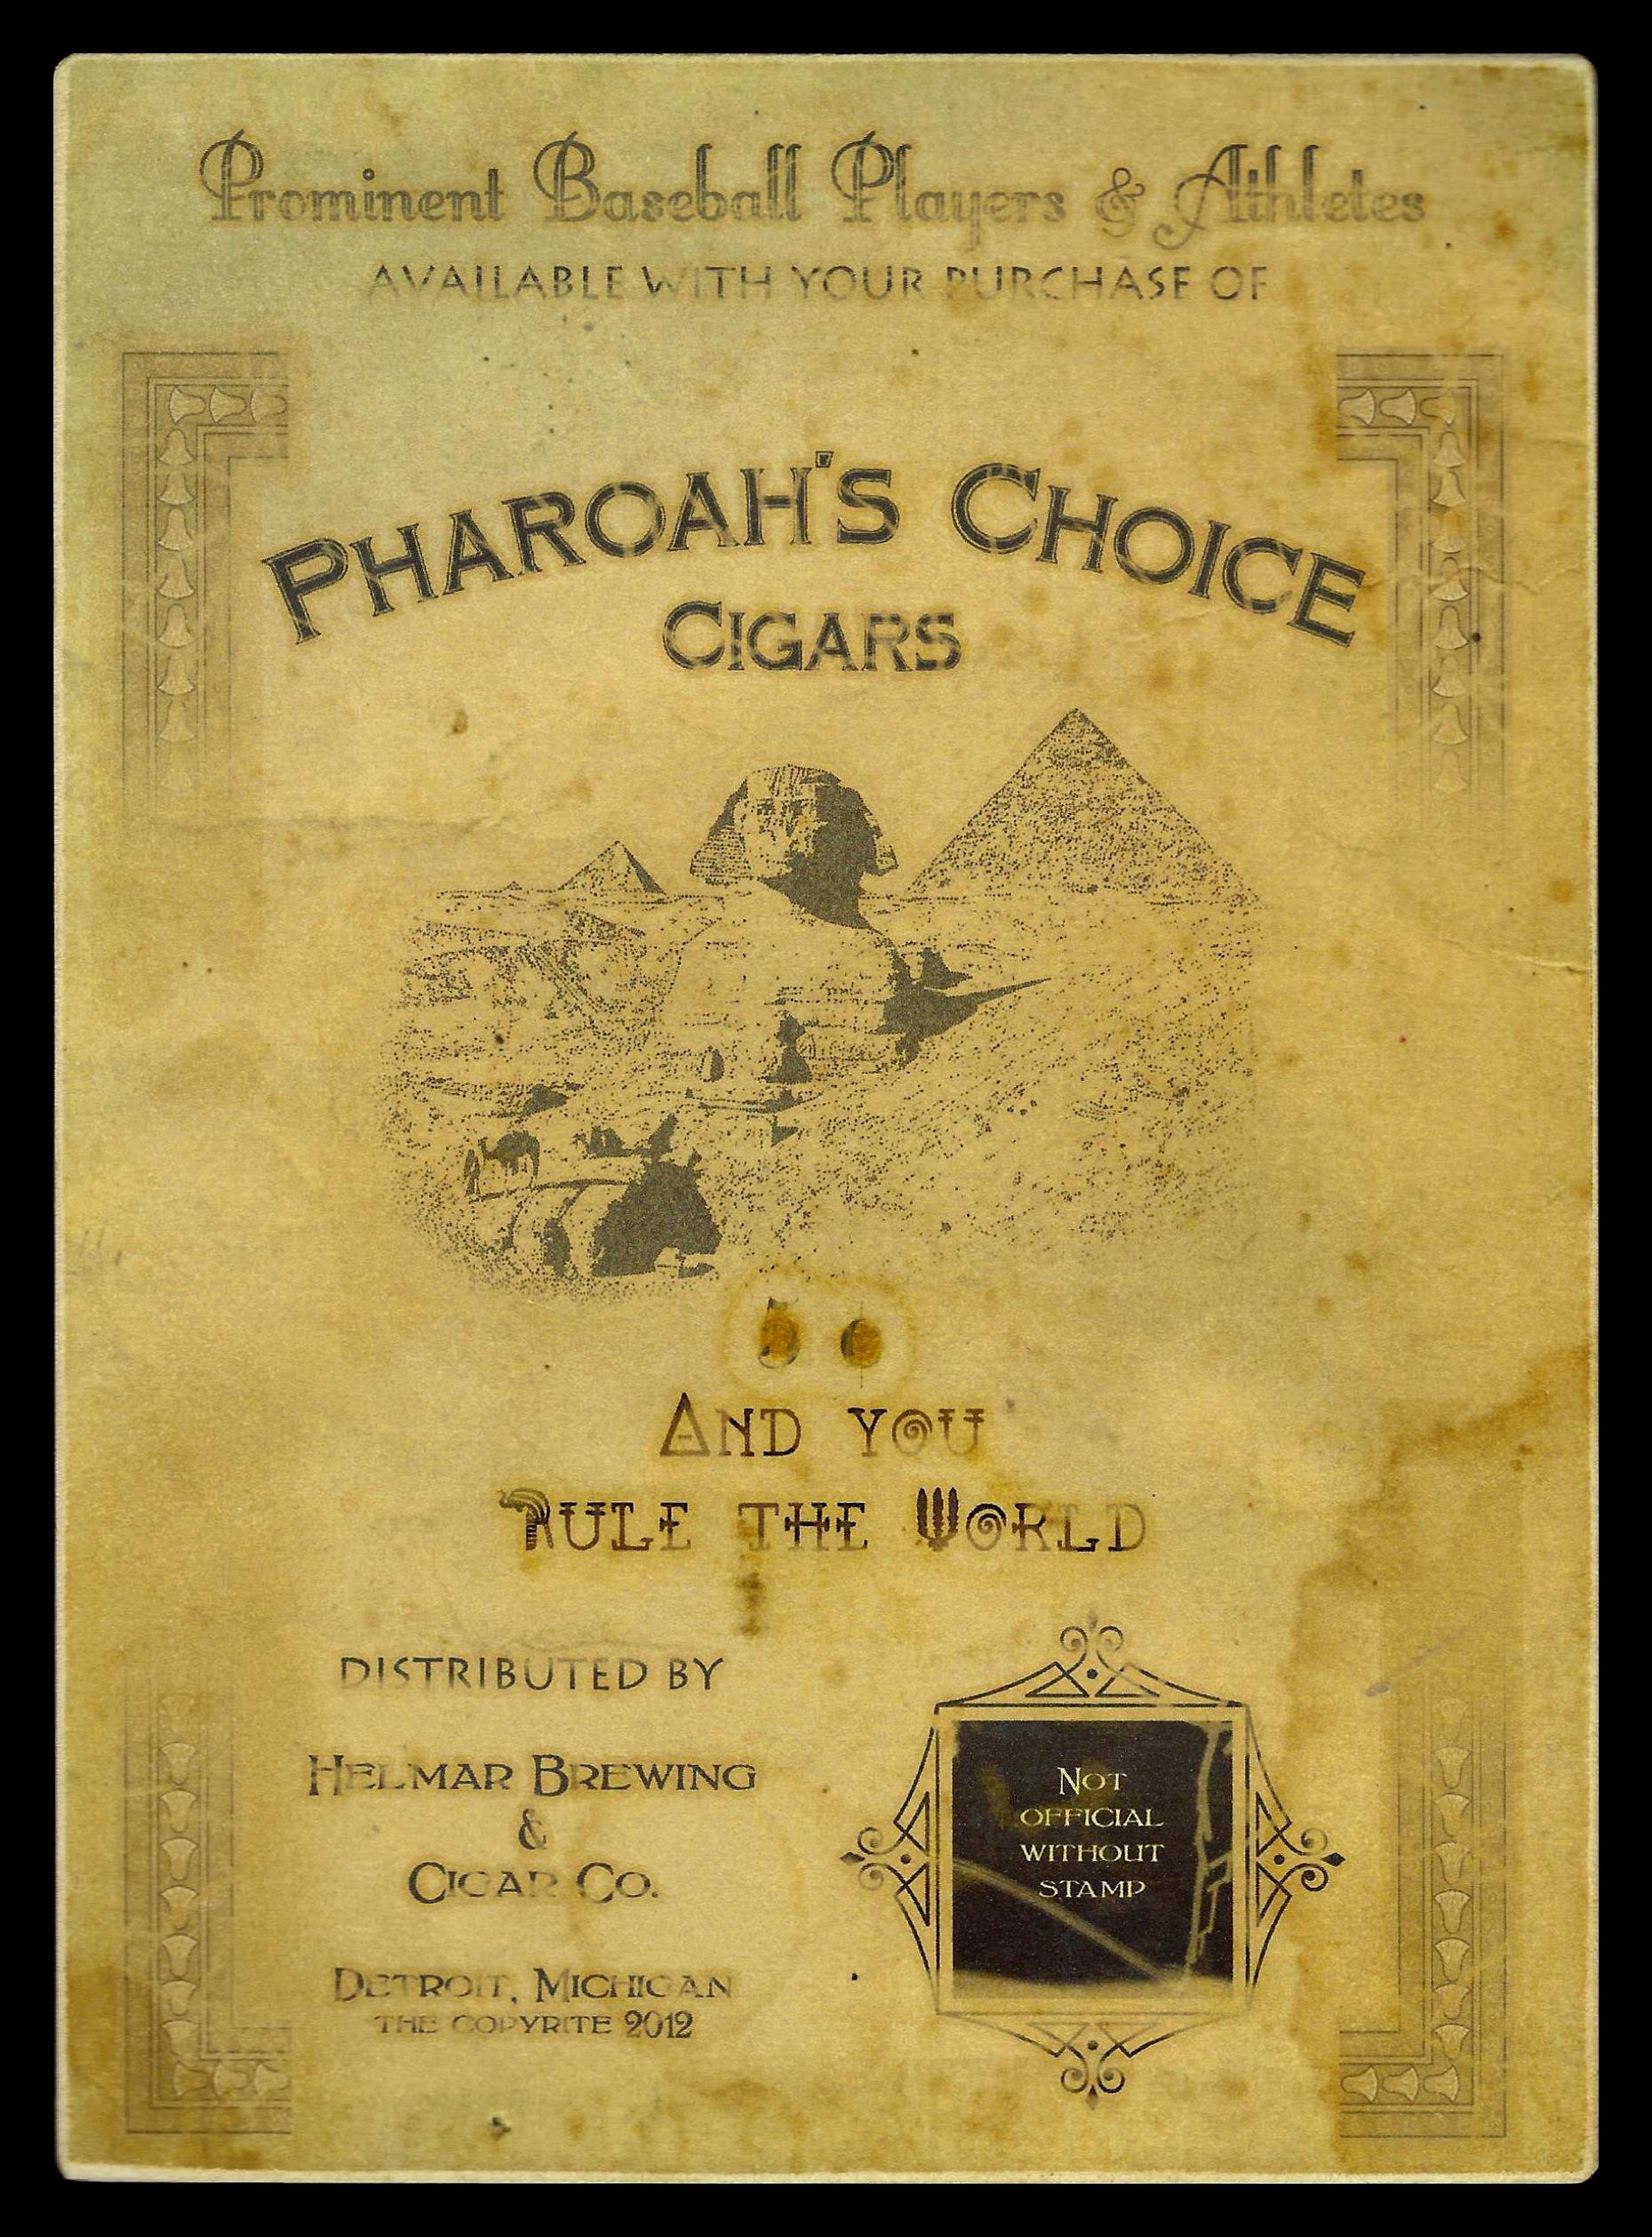 Prominent Baseball Players & Athletes
AVAILABLE WITH YOUR PURCHASE OF
PHAROAH'S CHOICE
CIGARS
5 ¢
AND YOU
RULE THE WORLD
DISTRIBUTED BY
HELMAR BREWING
&
CIGAR CO.
DETROIT, MICHIGAN
THE COPYRITE 2012
NOT
OFFICIAL
WITHOUT
STAMP